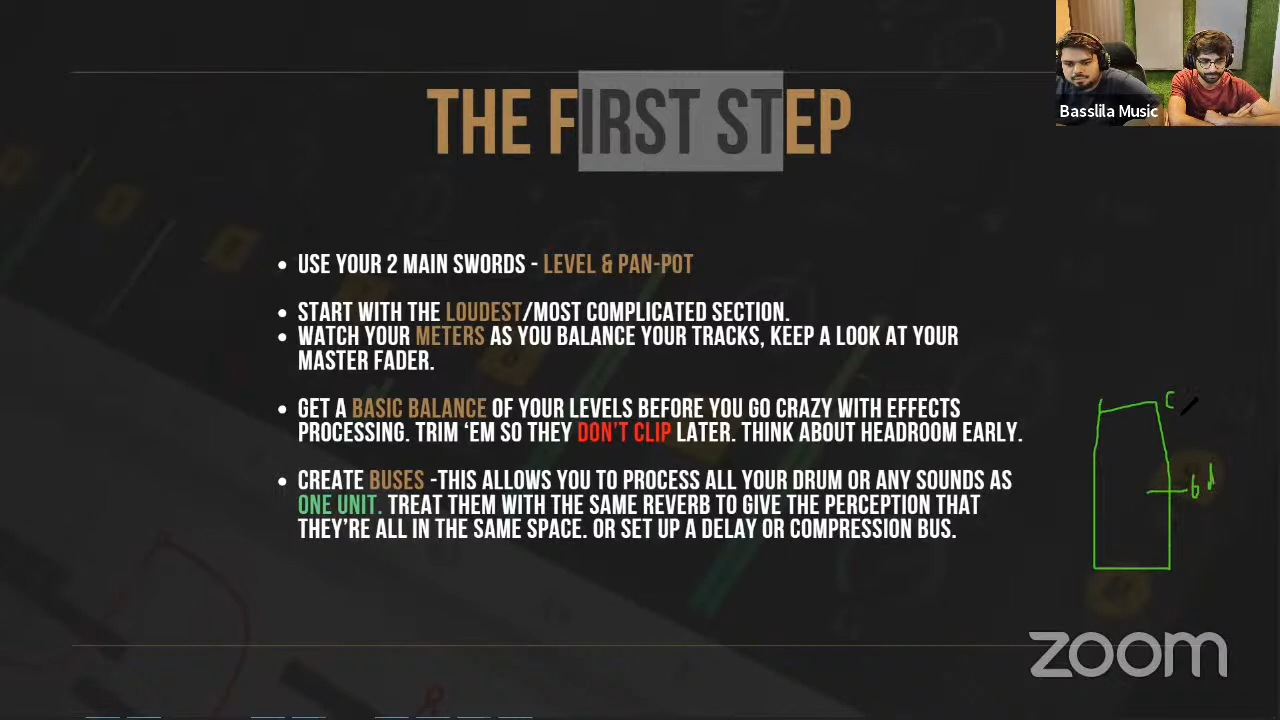 THE FIRST STEP
Basslila Music
• USE YOUR 2 MAIN SWORDS - LEVEL & PAN-POT
• START WITH THE LOUDEST/MOST COMPLICATED SECTION.
• WATCH YOUR METERS AS YOU BALANCE YOUR TRACKS, KEEP A LOOK AT YOUR
MASTER FADER.
• GET A BASIC BALANCE OF YOUR LEVELS BEFORE YOU GO CRAZY WITH EFFECTS
PROCESSING. TRIM ‘EM SO THEY DON’T CLIP LATER. THINK ABOUT HEADROOM EARLY.
• CREATE BUSES -THIS ALLOWS YOU TO PROCESS ALL YOUR DRUM OR ANY SOUNDS AS
ONE UNIT. TREAT THEM WITH THE SAME REVERB TO GIVE THE PERCEPTION THAT
THEY’RE ALL IN THE SAME SPACE. OR SET UP A DELAY OR COMPRESSION BUS.
zoom